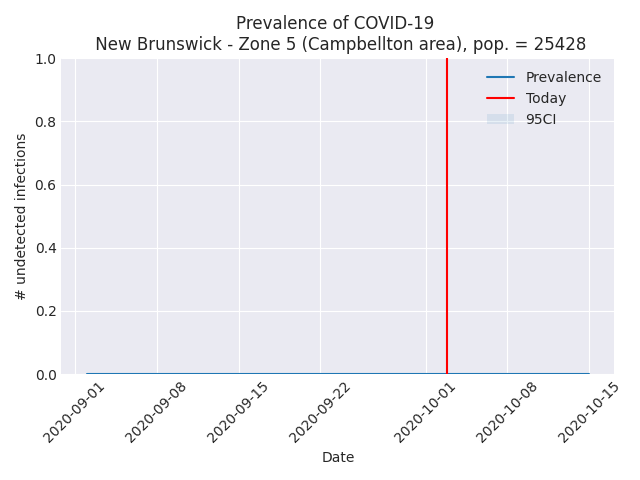 Prevalence of COVID-19
New Brunswick - Zone 5 (Campbellton area), pop. = 25428
1.0
0.8
0.6
0.4
0.2
0.0
# undetected infections
Prevalence
Today
95CI
2020-09-01
2020-09-08
2020-09-15
2020-09-22
2020-10-01
2020-10-08
2020-10-15
Date